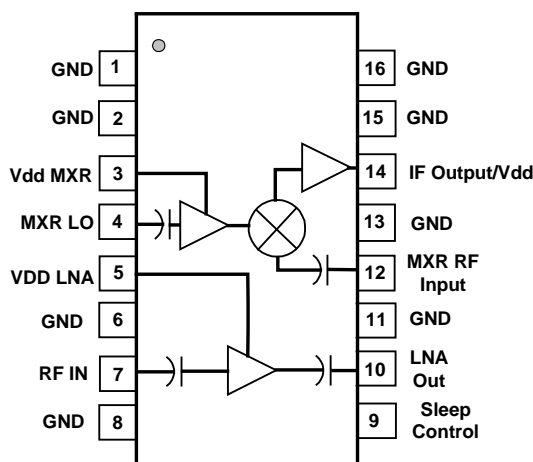 GND 1
GND 2
Vdd MXR 3
MXR LO 4
VDD LNA 5
GND 6
RF IN 7
GND 8
16 GND
15 GND
14 IF Output/Vdd
13 GND
12 MXR RF
Input
11 GND
10 LNA
Out
9 Sleep
Control